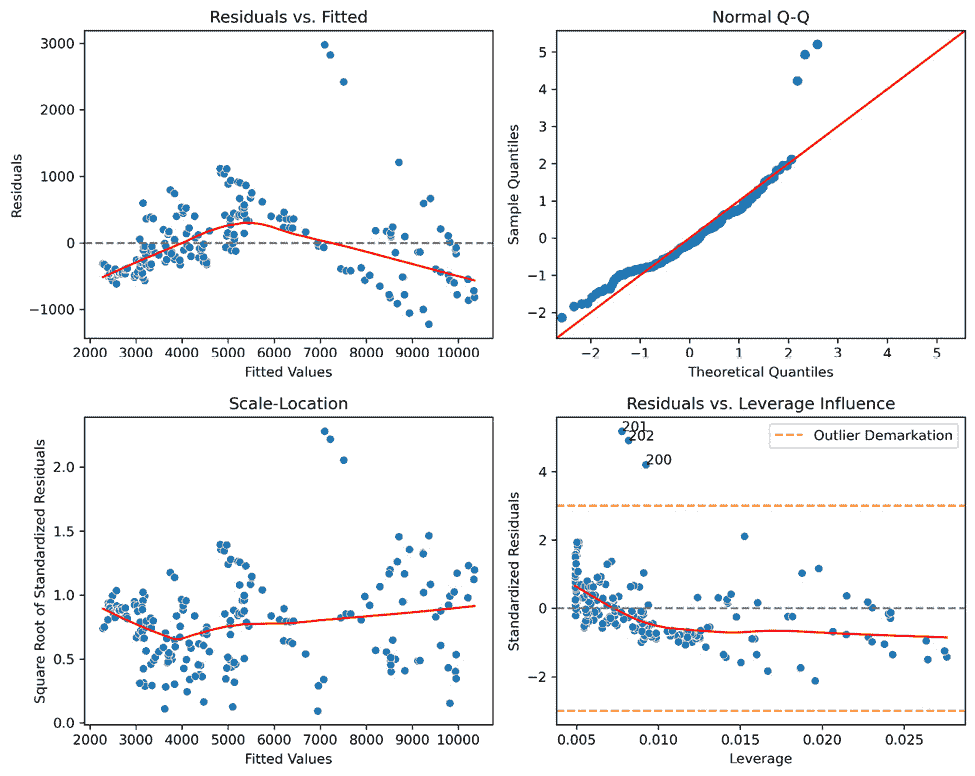 Residuals vs. Fitted
3000
2000
1000
0
−1000
Residuals
2000 3000 4000 5000 6000 7000 8000 9000 10000
Fitted Values
Normal Q-Q
5
4
3
2
1
0
−1
−2
Sample Quantiles
−2 −1 0 1 2 3 4 5
Theoretical Quantiles
Scale-Location
2.0
1.5
1.0
0.5
0.0
Square Root of Standardized Residuals
2000 3000 4000 5000 6000 7000 8000 9000 10000
Fitted Values
Residuals vs. Leverage Influence
201
202
200
Outlier Demarkation
4
2
0
−2
Standardized Residuals
0.005 0.010 0.015 0.020 0.025
Leverage